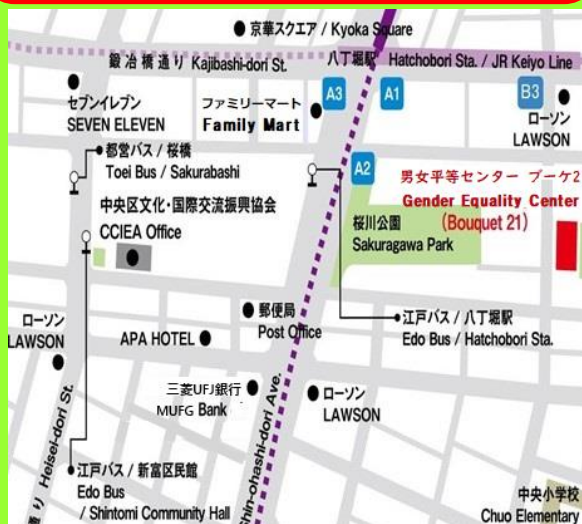 京華スクエア / Kyoka Square
鍛冶橋通り Kajibashi-dori St.
八丁堀駅 Hatchobori Sta. / JR Keiyo Line
セブンイレブン
SEVEN ELEVEN
ファミリーマート
Family Mart
A3
A1
B3
ローソン
LAWSON
都営バス / 桜橋
Toei Bus / Sakurabashi
A2
男女平等センター ブーケ2
Gender Equality Center
(Bouquet 21)
中央区文化・国際交流振興協会
CCIEA Office
桜川公園
Sakuragawa Park
郵便局
Post Office
江戸バス / 八丁堀駅
Edo Bus / Hatchobori Sta.
ローソン
LAWSON
APA HOTEL
三菱UFJ銀行
MUFG Bank
ローソン
LAWSON
通り Heisei-dori St.
Shin-ohashi-dori Ave.
江戸バス / 新富区民館
Edo Bus
/ Shintomi Community Hall
中央小学校
Chuo Elementary